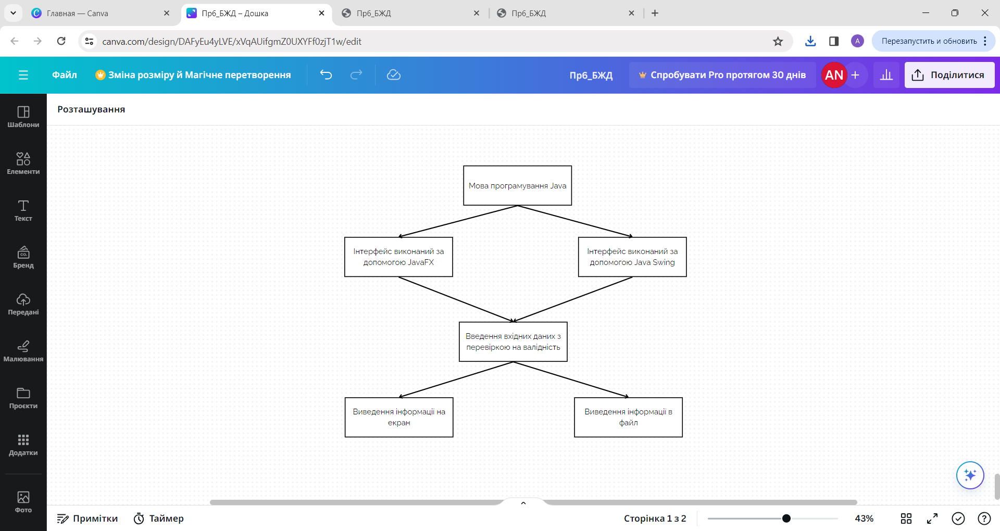 Главная — Canva
Пр6_БЖД – Дошка
Пр6_БЖД
Пр6_БЖД
canva.com/design/DAFyEu4yLVE/xVqAUifgmZ0UXYFf0zjT1w/edit
A
Перезапустить и обновить
Файл
Зміна розміру й Магічне перетворення
Пр6_БЖД
Спробувати Pro протягом 30 днів
AN
Поділитися
Розташування
Шаблони
Елементи
Текст
CO.
Бренд
Передані
Малювання
Проєкти
Додатки
Фото
Мова програмування Java
Інтерфейс виконаний за
допомогою JavaFX
Інтерфейс виконаний за
допомогою Java Swing
Введення вхідних даних з
перевіркою на валідність
Виведення інформації на
екран
Виведення інформації в
файл
Примітки
Таймер
Сторінка 1 з 2
43%